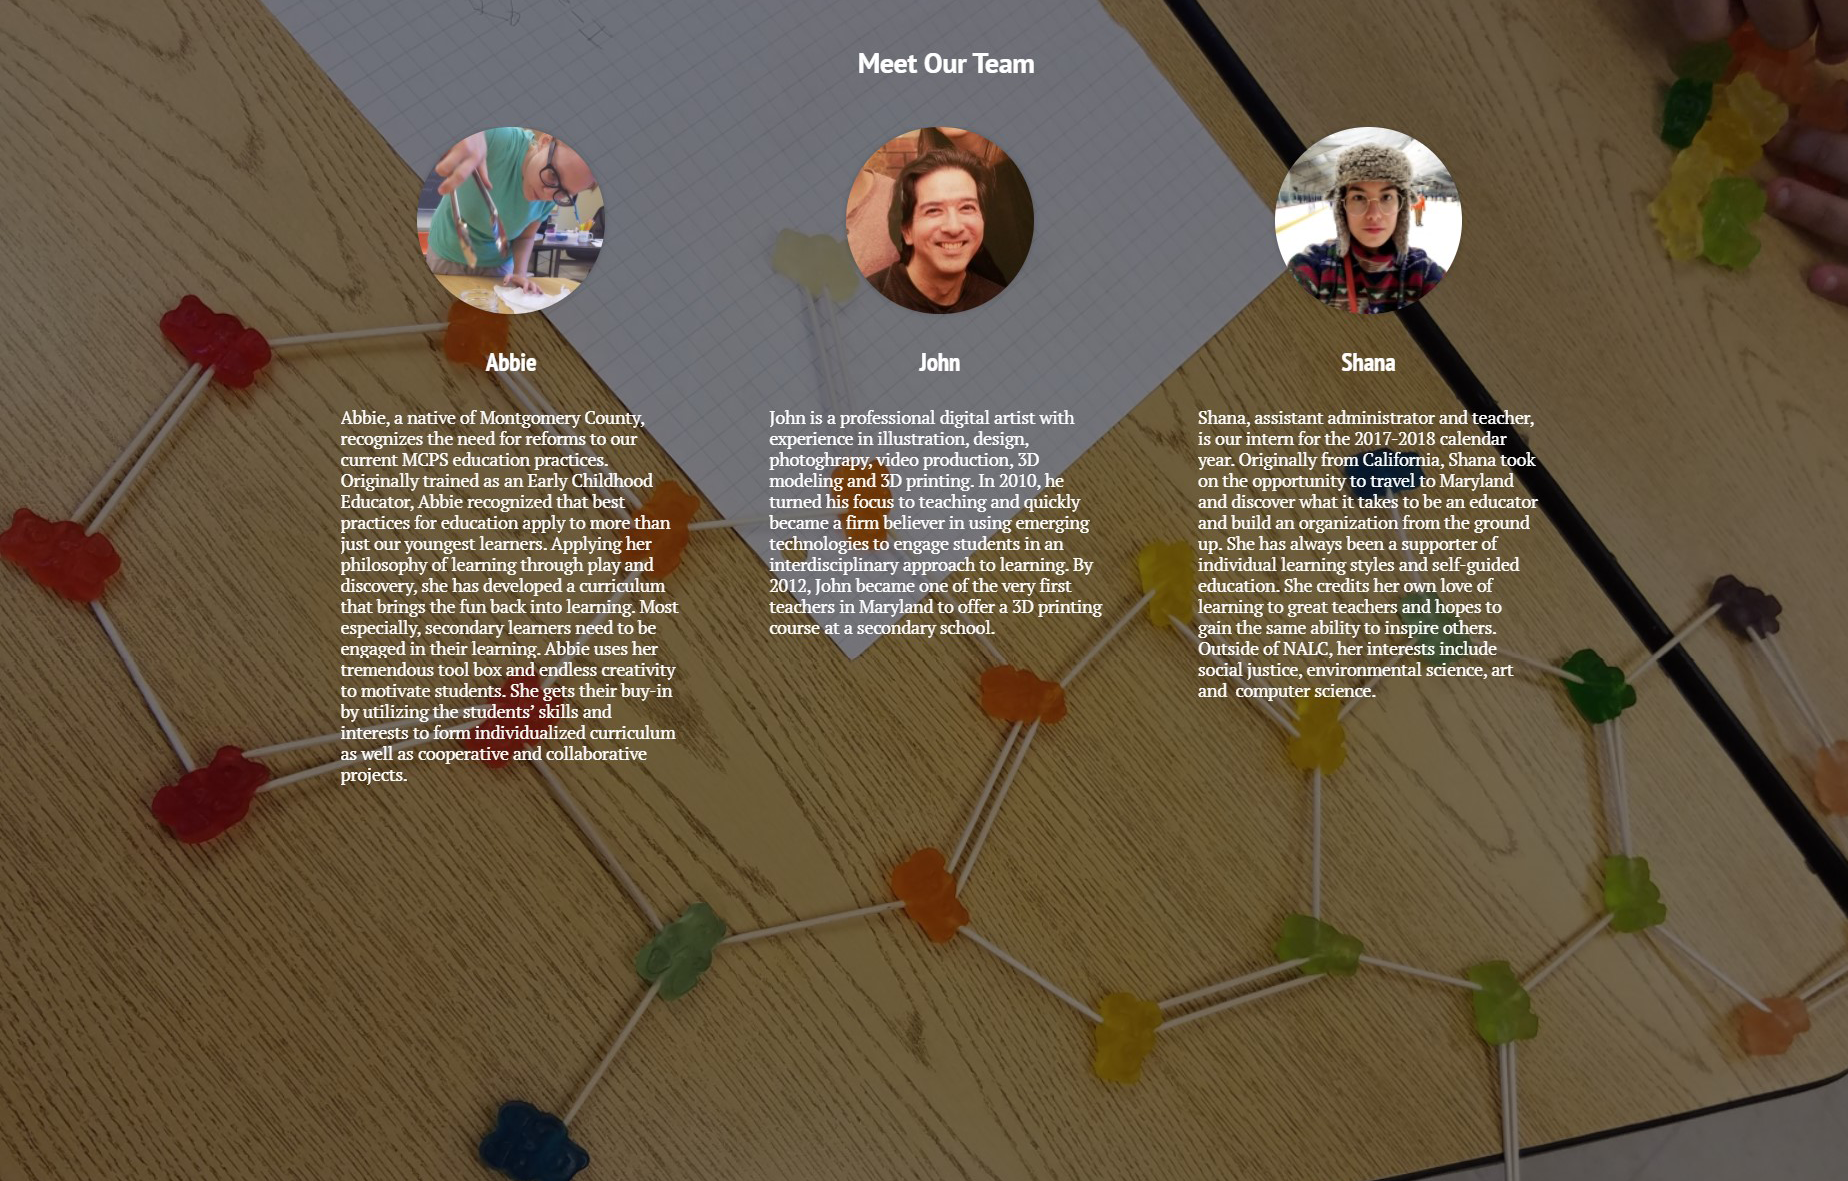 Meet Our Team
Abbie
Abbie, a native of Montgomery County,
recognizes the need for reforms to our
current MCPS education practices.
Originally trained as an Early Childhood
Educator, Abbie recognized that best
practices for education apply to more than
just our youngest learners. Applying her
philosophy of learning through play and
discovery, she has developed a curriculum
that brings the fun back into learning. Most
especially, secondary learners need to be
engaged in their learning. Abbie uses her
tremendous tool box and endless creativity
to motivate students. She gets their buy-in
by utilizing the students’ skills and
interests to form individualized curriculum
as well as cooperative and collaborative
projects.
John
John is a professional digital artist with
experience in illustration, design,
photoghrapy, video production, 3D
modeling and 3D printing. In 2010, he
turned his focus to teaching and quickly
became a firm believer in using emerging
technologies to engage students in an
interdisciplinary approach to learning. By
2012, John became one of the very first
teachers in Maryland to offer a 3D printing
course at a secondary school.
Shana
Shana, assistant administrator and teacher,
is our intern for the 2017-2018 calendar
year. Originally from California, Shana took
on the opportunity to travel to Maryland
and discover what it takes to be an educator
and build an organization from the ground
up. She has always been a supporter of
individual learning styles and self-guided
education. She credits her own love of
learning to great teachers and hopes to
gain the same ability to inspire others.
Outside of NALC, her interests include
social justice, environmental science, art
and  computer science.